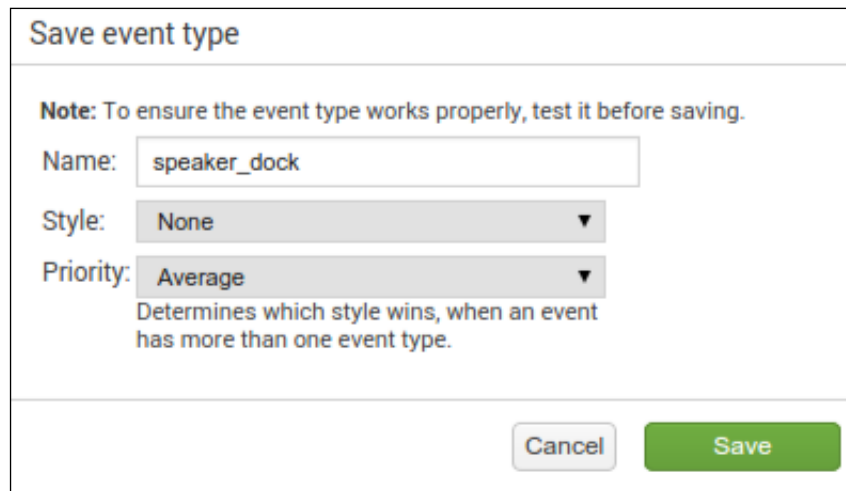 Save event type
Note: To ensure the event type works properly, test it before saving.
Name: speaker_dock
Style: None
Priority: Average
Determines which style wins, when an event
has more than one event type.
Cancel Save